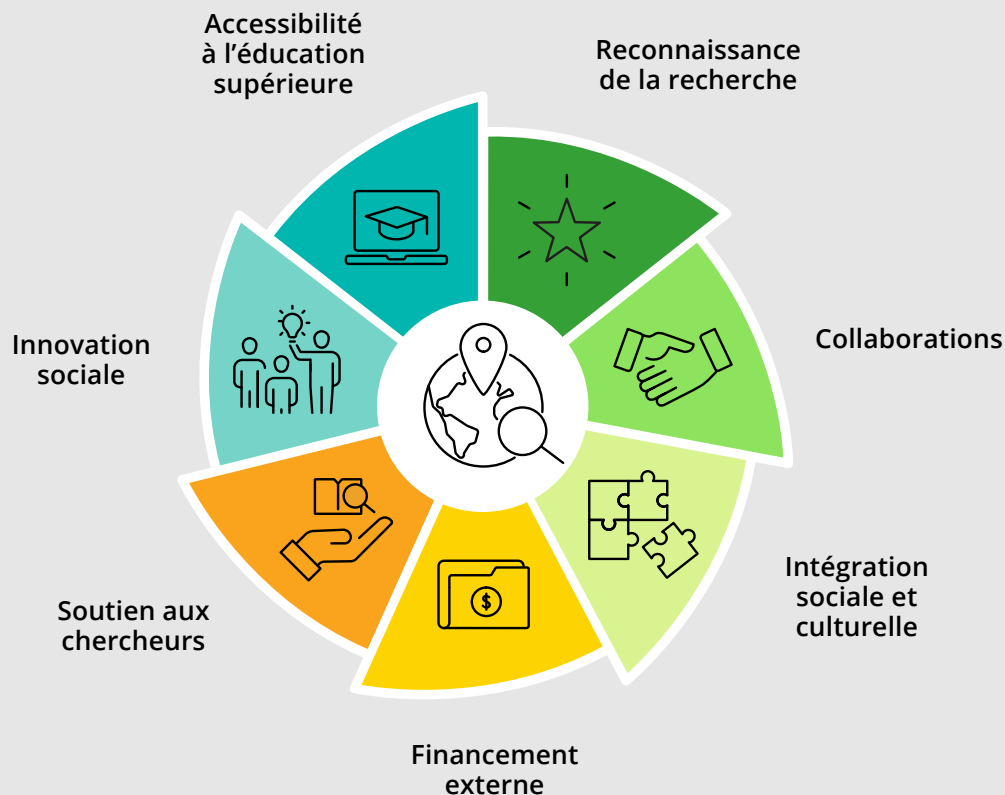 Accessibilité
à l’éducation
supérieure
Reconnaissance
de la recherche
Collaborations
Intégration
sociale et
culturelle
Financement
externe
Soutien aux
chercheurs
Innovation
sociale
$